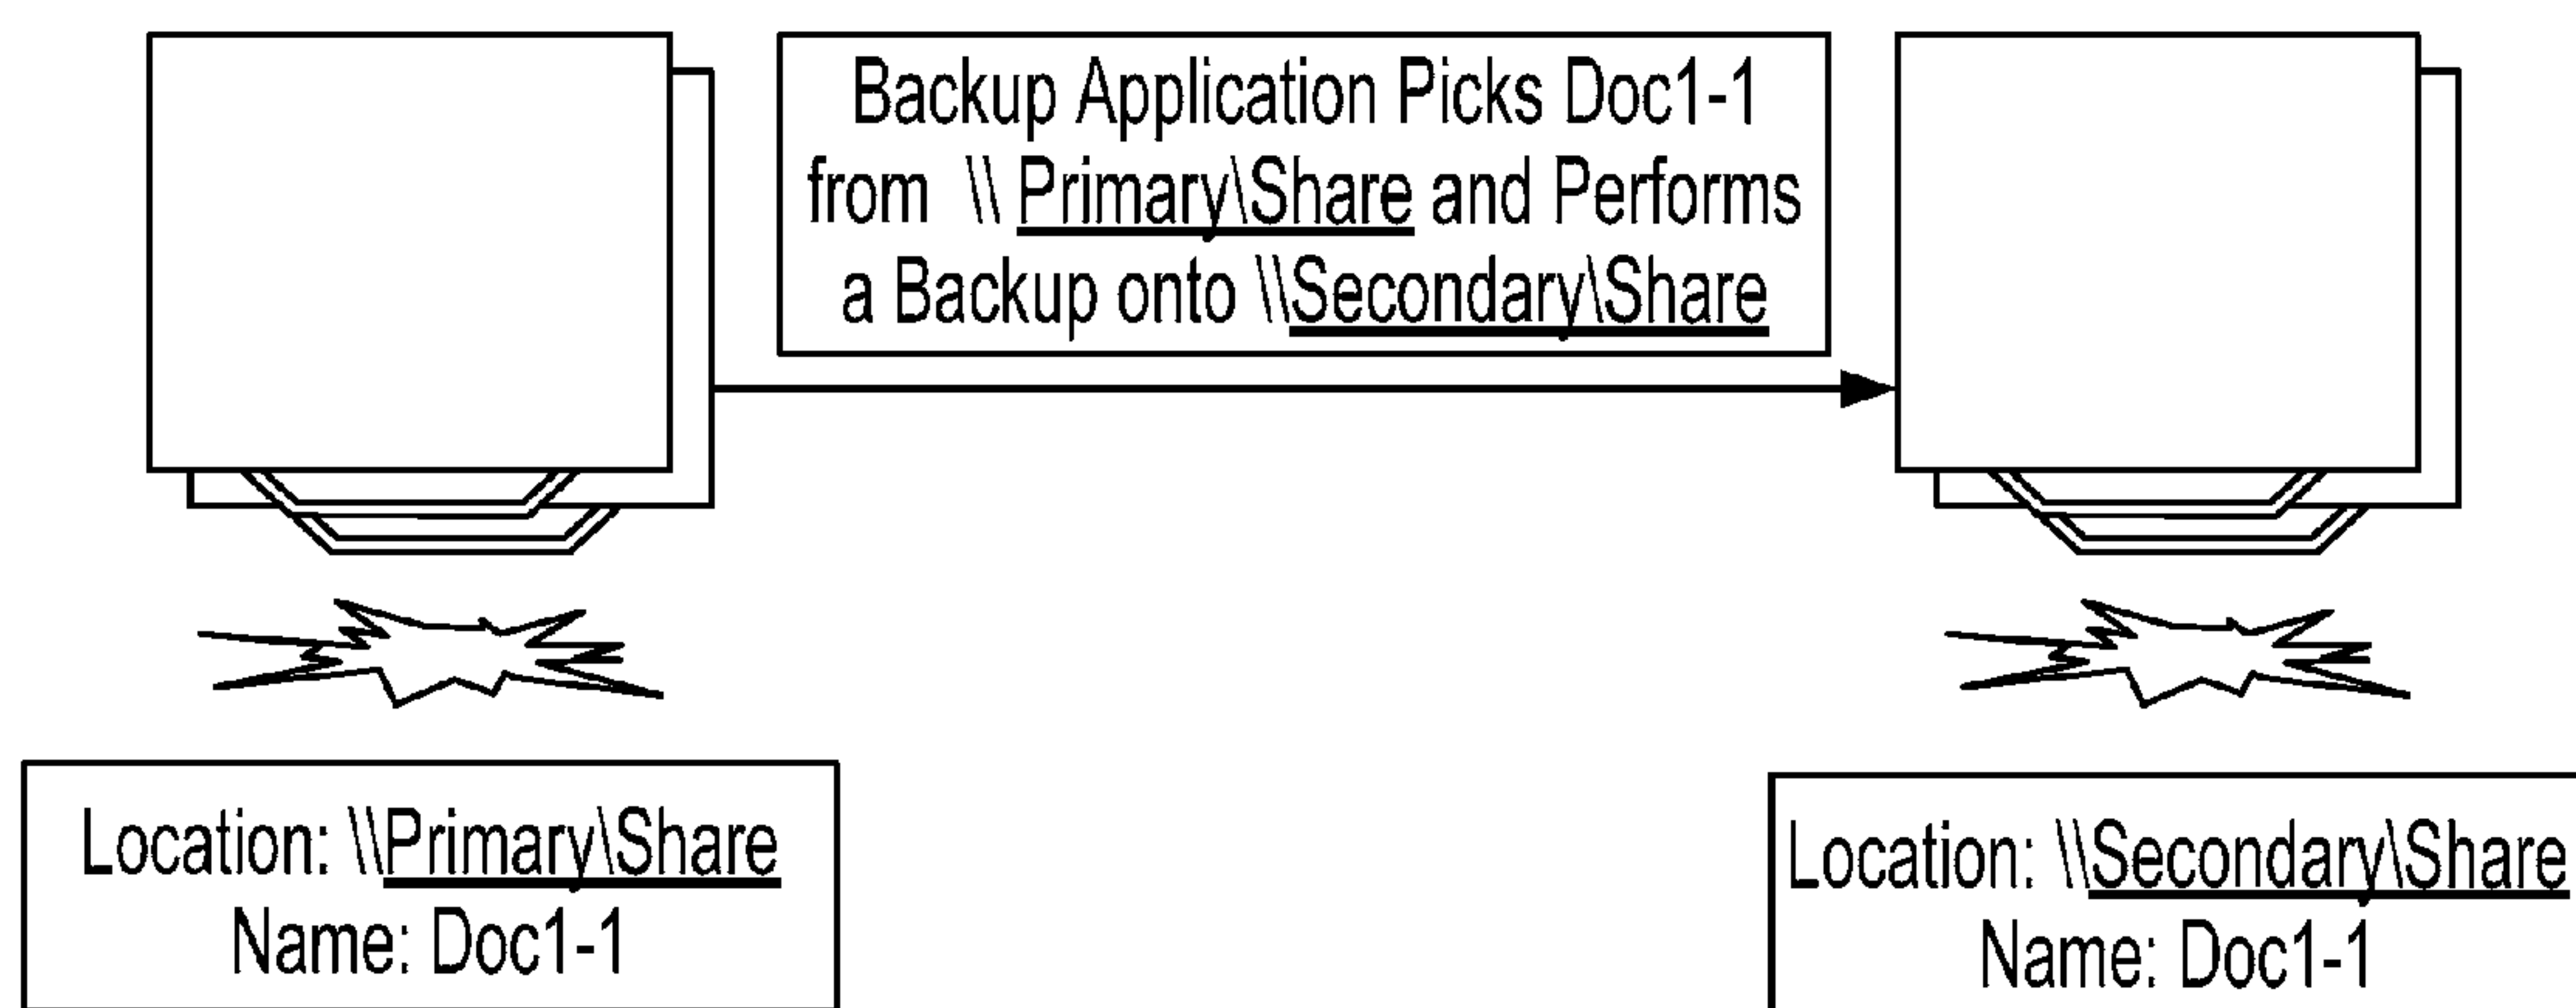 Backup Application Picks Doc1-1
from \\ Primary\Share and Performs
a Backup onto \\Secondary\Share
Location: \\Primary\Share
Name: Doc1-1
Location: \\Secondary\Share
Name: Doc1-1